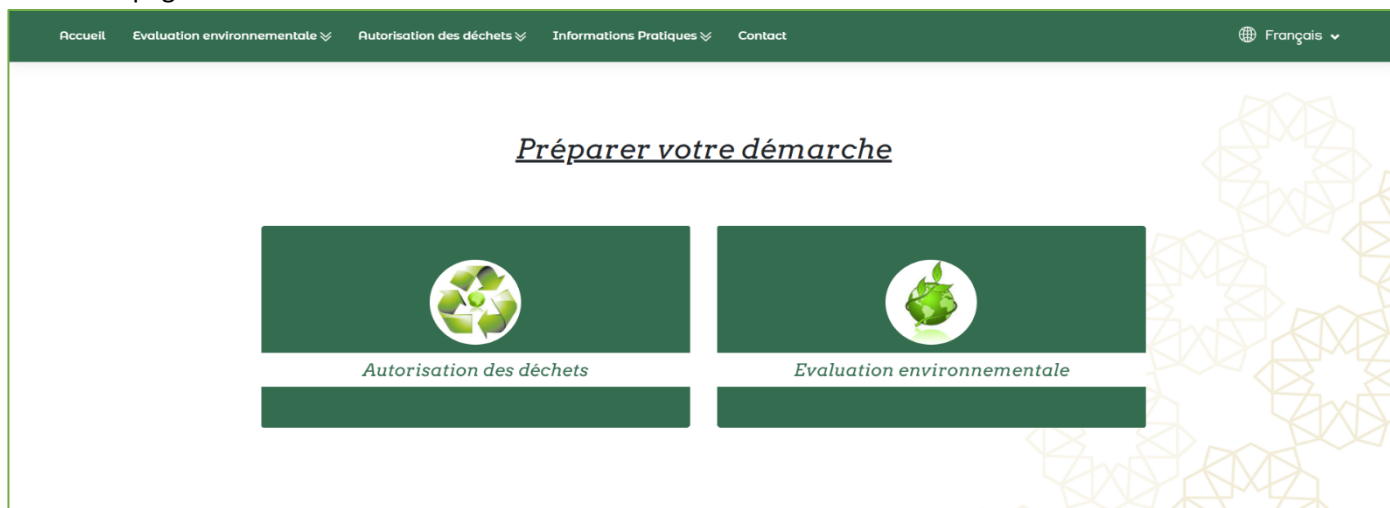 Accueil Evaluation environnementale Autorisation des déchets Informations Pratiques Contact Français
Préparer votre démarche
Autorisation des déchets Evaluation environnementale